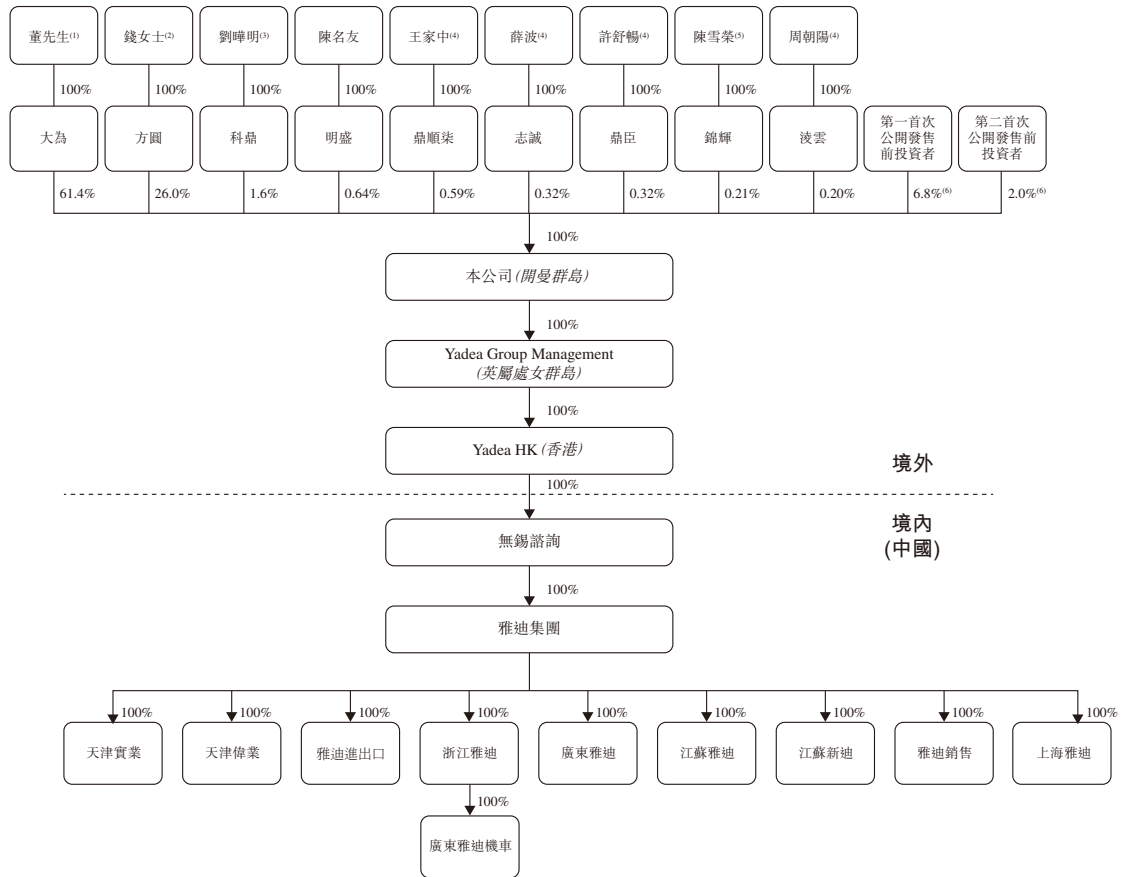 董先生(1)
錢女士(2)
劉曄明(3)
陳名友
王家中(4)
薛波(4)
許舒暢(4)
陳雪榮(5)
周朝陽(4)
100%
100%
100%
100%
100%
100%
100%
100%
100%
大為
方圓
科鼎
明盛
鼎順柒
志誠
鼎臣
錦輝
淩雲
第一首次
公開發售
前投資者
第二首次
公開發售前
投資者
61.4%
26.0%
1.6%
0.64%
0.59%
0.32%
0.32%
0.21%
0.20%
6.8%(6)
2.0%(6)
100%
本公司(開曼群島)
100%
Yadea Group Management
(英屬處女群島)
100%
Yadea HK (香港)
境外
100%
境內
(中國)
無錫諮詢
100%
雅迪集團
100%
100%
100%
100%
100%
100%
100%
100%
100%
天津實業
天津偉業
雅迪進出口
浙江雅迪
廣東雅迪
江蘇雅迪
江蘇新迪
雅迪銷售
上海雅迪
100%
廣東雅迪機車